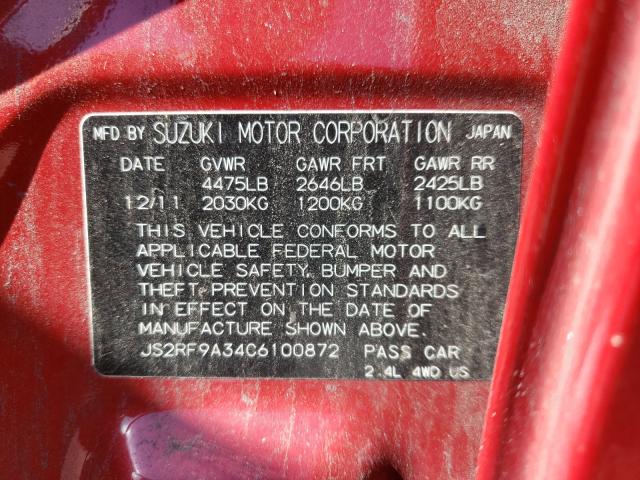 MFD BY SUZUKI MOTOR CORPORATION JAPAN
DATE GVWR GAWR FRT GAWR RR
4475LB 2646LB 2425LB
12/11 2030KG 1200KG 1100KG
THIS VEHICLE CONFORMS TO ALL
APPLICABLE FEDERAL MOTOR
VEHICLE SAFETY, BUMPER AND
THEFT PREVENTION STANDARDS
IN EFFECT ON THE DATE OF
MANUFACTURE SHOWN ABOVE.
JS2RF9A34C6100872 PASS CAR
2.4L 4WD US